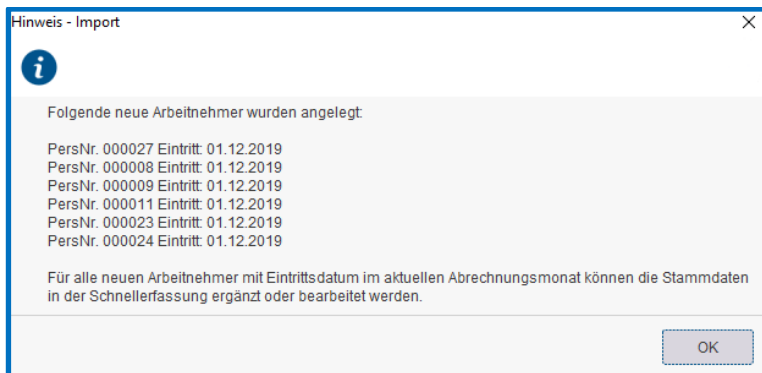 Hinweis - Import
Folgende neue Arbeitnehmer wurden angelegt:
PersNr. 000027 Eintritt: 01.12.2019
PersNr. 000008 Eintritt: 01.12.2019
PersNr. 000009 Eintritt: 01.12.2019
PersNr. 000011 Eintritt: 01.12.2019
PersNr. 000023 Eintritt: 01.12.2019
PersNr. 000024 Eintritt: 01.12.2019
Für alle neuen Arbeitnehmer mit Eintrittsdatum im aktuellen Abrechnungsmonat können die Stammdaten
in der Schnellerfassung ergänzt oder bearbeitet werden.
OK